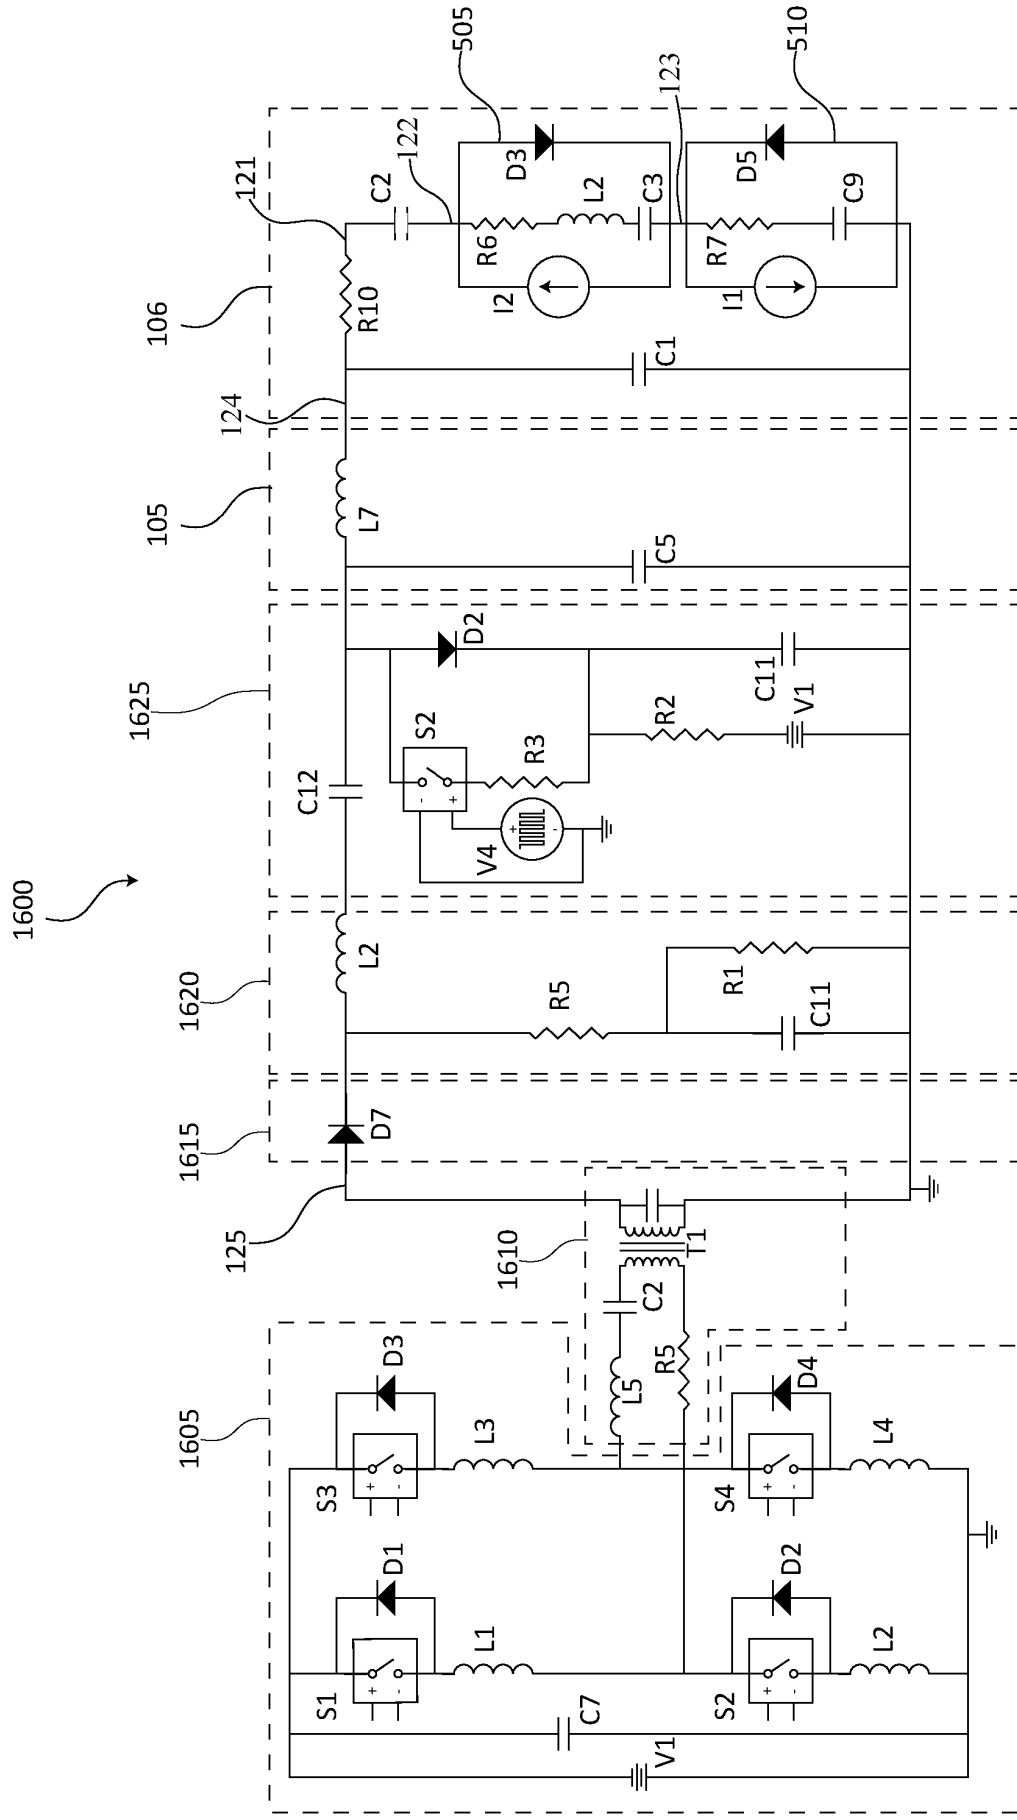 1600
1605
1610
1615
1620
1625
105
106
125
124
121
122
123
505
510
V1
C7
S1
+
-
D1
L1
S2
+
-
D2
L2
S3
+
-
D3
L3
S4
+
-
D4
L4
L5
R5
C2
T1
D7
R5
C11
R1
L2
C12
V4
+
-
S2
-
+
R3
D2
R2
V1
C11
C5
L7
C1
R10
C2
I2
R6
L2
C3
D3
I1
R7
C9
D5